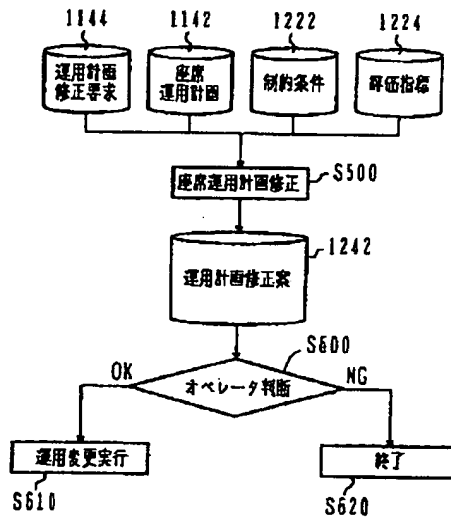 1144
1142
1222
1224
運用計画
修正要求
座席
運用計画
制約条件
評価指標
座席運用計画修正
S500
1242
運用計画修正案
S600
OK
オペレータ判断
NG
運用変更実行
終了
S610
S620